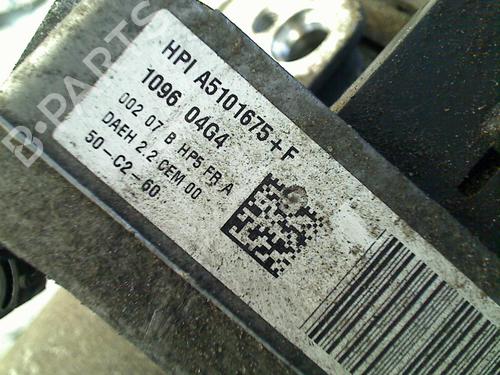 HPI A5101675+F
1096 04G4
002 07 B HP5 FR A
DAEH 2.2 CEM 00
50-C2-60
B-PARTS